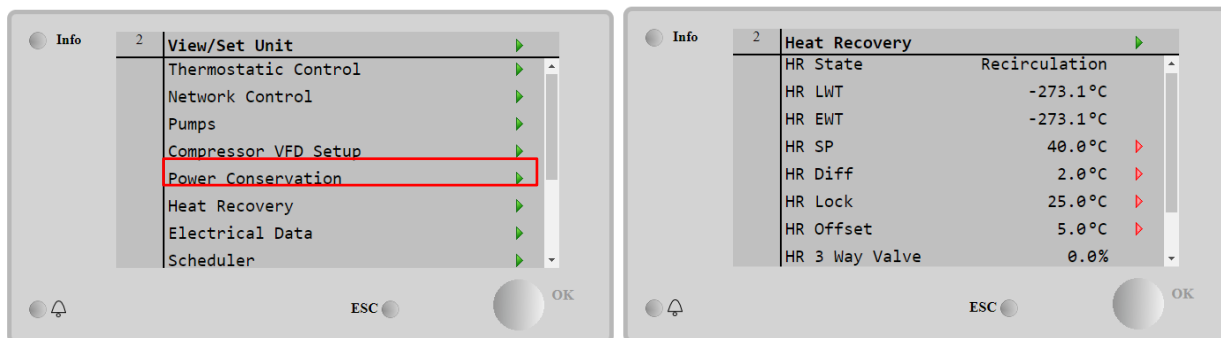 Info
2 View/Set Unit
Thermostatic Control
Network Control
Pumps
Compressor VFD Setup
Power Conservation
Heat Recovery
Electrical Data
Scheduler
ESC
OK
Info
2 Heat Recovery
HR State Recirculation
HR LWT -273.1°C
HR EWT -273.1°C
HR SP 40.0°C
HR Diff 2.0°C
HR Lock 25.0°C
HR Offset 5.0°C
HR 3 Way Valve 0.0%
ESC
OK